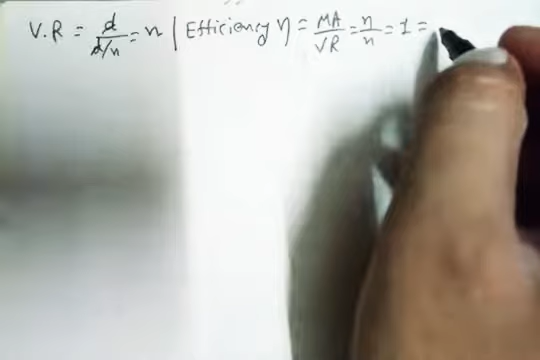 V.R = d / d/n = n | Efficiency η = MA / VR = n / n = 1 =